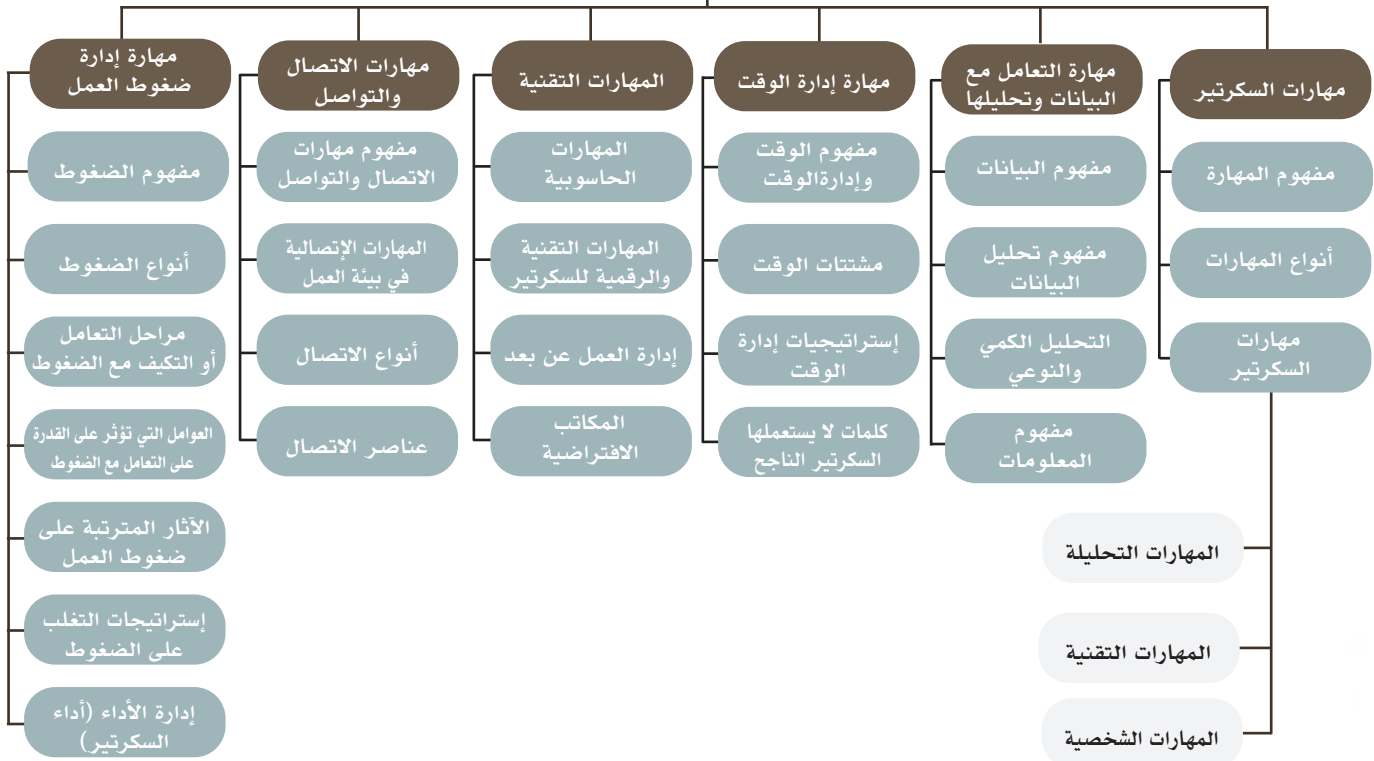 مهارات السكرتير
مفهوم المهارة
أنواع المهارات
مهارات
السكرتير
المهارات التحليلة
المهارات التقنية
المهارات الشخصية
مهارة التعامل مع
البيانات وتحليلها
مفهوم البيانات
مفهوم تحليل
البيانات
التحليل الكمي
والنوعي
مفهوم
المعلومات
مهارة إدارة الوقت
مفهوم الوقت
وإدارةالوقت
مشتتات الوقت
إستراتيجيات إدارة
الوقت
كلمات لا يستعملها
السكرتير الناجح
المهارات التقنية
المهارات
الحاسوبية
المهارات التقنية
والرقمية للسكرتير
إدارة العمل عن بعد
المكاتب
الافتراضية
مهارات الاتصال
والتواصل
مفهوم مهارات
الاتصال والتواصل
المهارات الإتصالية
في بيئة العمل
أنواع الاتصال
عناصر الاتصال
مهارة إدارة
ضغوط العمل
مفهوم الضغوط
أنواع الضغوط
مراحل التعامل
أو التكيف مع الضغوط
العوامل التي تؤثر على القدرة
على التعامل مع الضغوط
الآثار المترتبة على
ضغوط العمل
إستراتيجات التغلب
على الضغوط
إدارة الأداء (أداء
السكرتير)